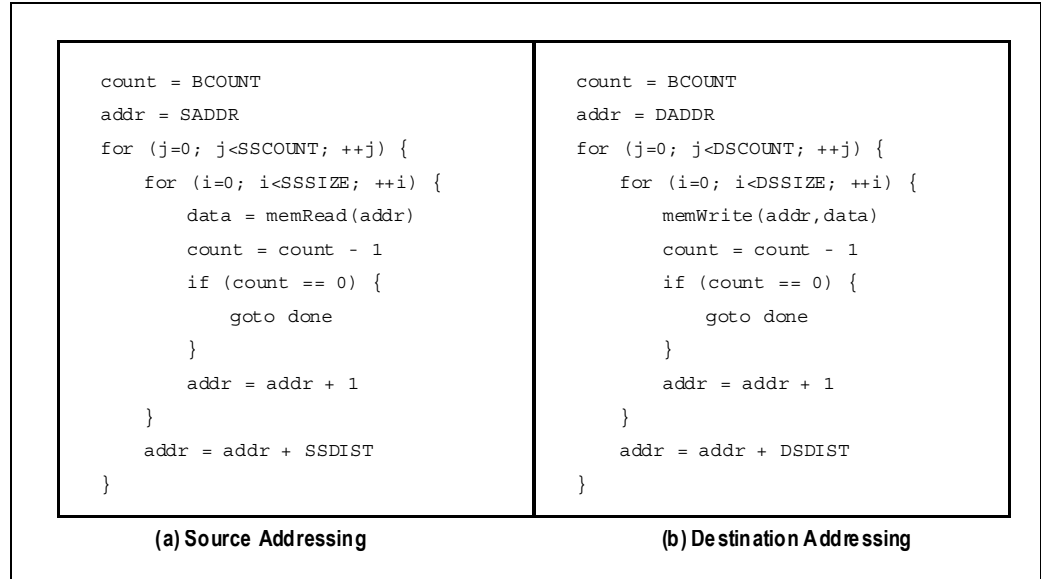 count = BCOUNT
addr = SADDR
for (j=0; j<SSCOUNT; ++j) {
for (i=0; i<SSSIZE; ++i) {
data = memRead(addr)
count = count - 1
if (count == 0) {
goto done
}
addr = addr + 1
}
addr = addr + SSDIST
}
(a) Source Addressing
count = BCOUNT
addr = DADDR
for (j=0; j<DSCOUNT; ++j) {
for (i=0; i<DSSIZE; ++i) {
memWrite(addr,data)
count = count - 1
if (count == 0) {
goto done
}
addr = addr + 1
}
addr = addr + DSDIST
}
(b) Destination Addressing